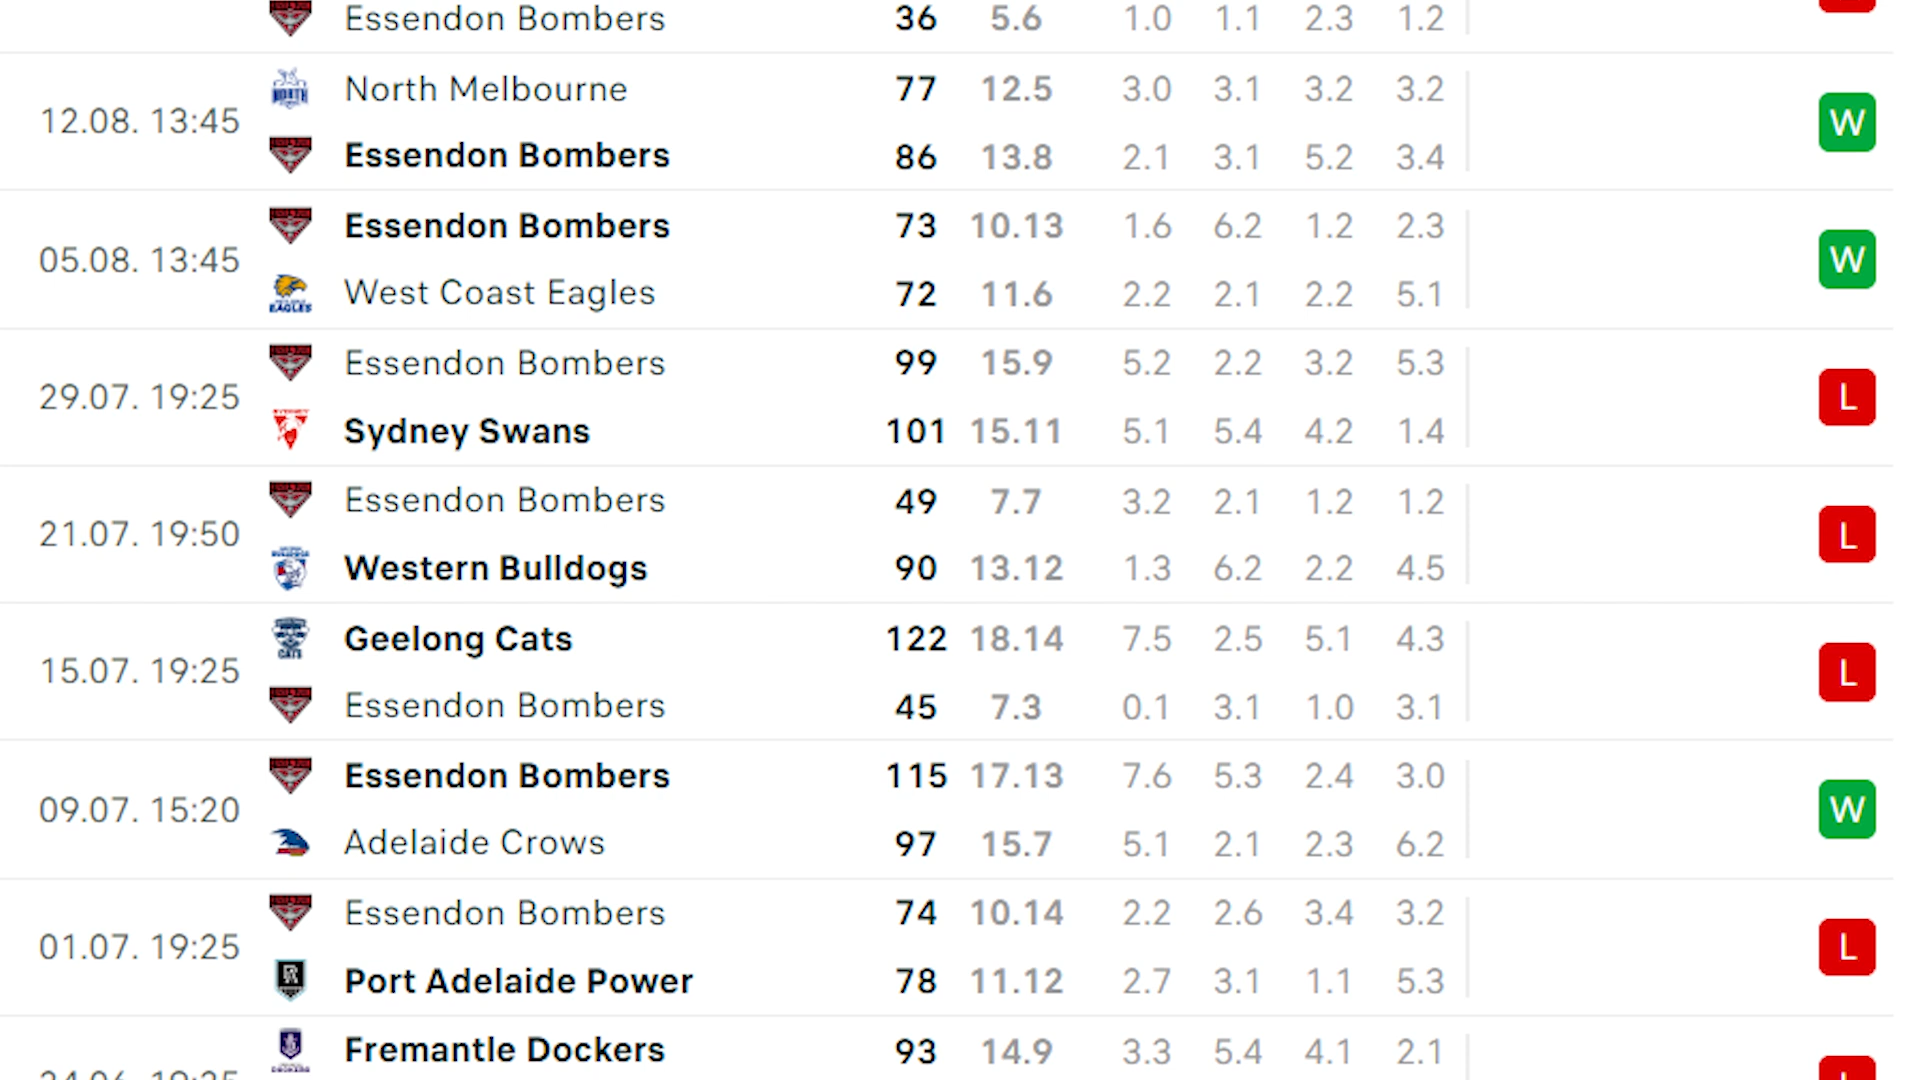 Essendon Bombers 36 5.6 1.0 1.1 2.3 1.2
North Melbourne 77 12.5 3.0 3.1 3.2 3.2
12.08. 13:45 W
Essendon Bombers 86 13.8 2.1 3.1 5.2 3.4
Essendon Bombers 73 10.13 1.6 6.2 1.2 2.3
05.08. 13:45 W
West Coast Eagles 72 11.6 2.2 2.1 2.2 5.1
Essendon Bombers 99 15.9 5.2 2.2 3.2 5.3
29.07. 19:25 L
Sydney Swans 101 15.11 5.1 5.4 4.2 1.4
Essendon Bombers 49 7.7 3.2 2.1 1.2 1.2
21.07. 19:50 L
Western Bulldogs 90 13.12 1.3 6.2 2.2 4.5
Geelong Cats 122 18.14 7.5 2.5 5.1 4.3
15.07. 19:25 L
Essendon Bombers 45 7.3 0.1 3.1 1.0 3.1
Essendon Bombers 115 17.13 7.6 5.3 2.4 3.0
09.07. 15:20 W
Adelaide Crows 97 15.7 5.1 2.1 2.3 6.2
Essendon Bombers 74 10.14 2.2 2.6 3.4 3.2
01.07. 19:25 L
Port Adelaide Power 78 11.12 2.7 3.1 1.1 5.3
Fremantle Dockers 93 14.9 3.3 5.4 4.1 2.1